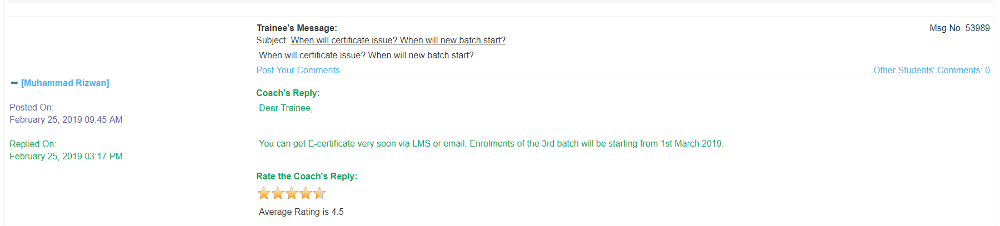 Trainee's Message:
Msg No. 53989
Subject: When will certificate issue? When will new batch start?
When will certificate issue? When will new batch start?
Post Your Comments
Other Students' Comments: 0
[Muhammad Rizwan]
Posted On:
February 25, 2019 09:45 AM
Replied On:
February 25, 2019 03:17 PM
Coach's Reply:
Dear Trainee,
You can get E-certificate very soon via LMS or email. Enrolments of the 3rd batch will be starting from 1st March 2019.
Rate the Coach's Reply:
Average Rating is 4.5